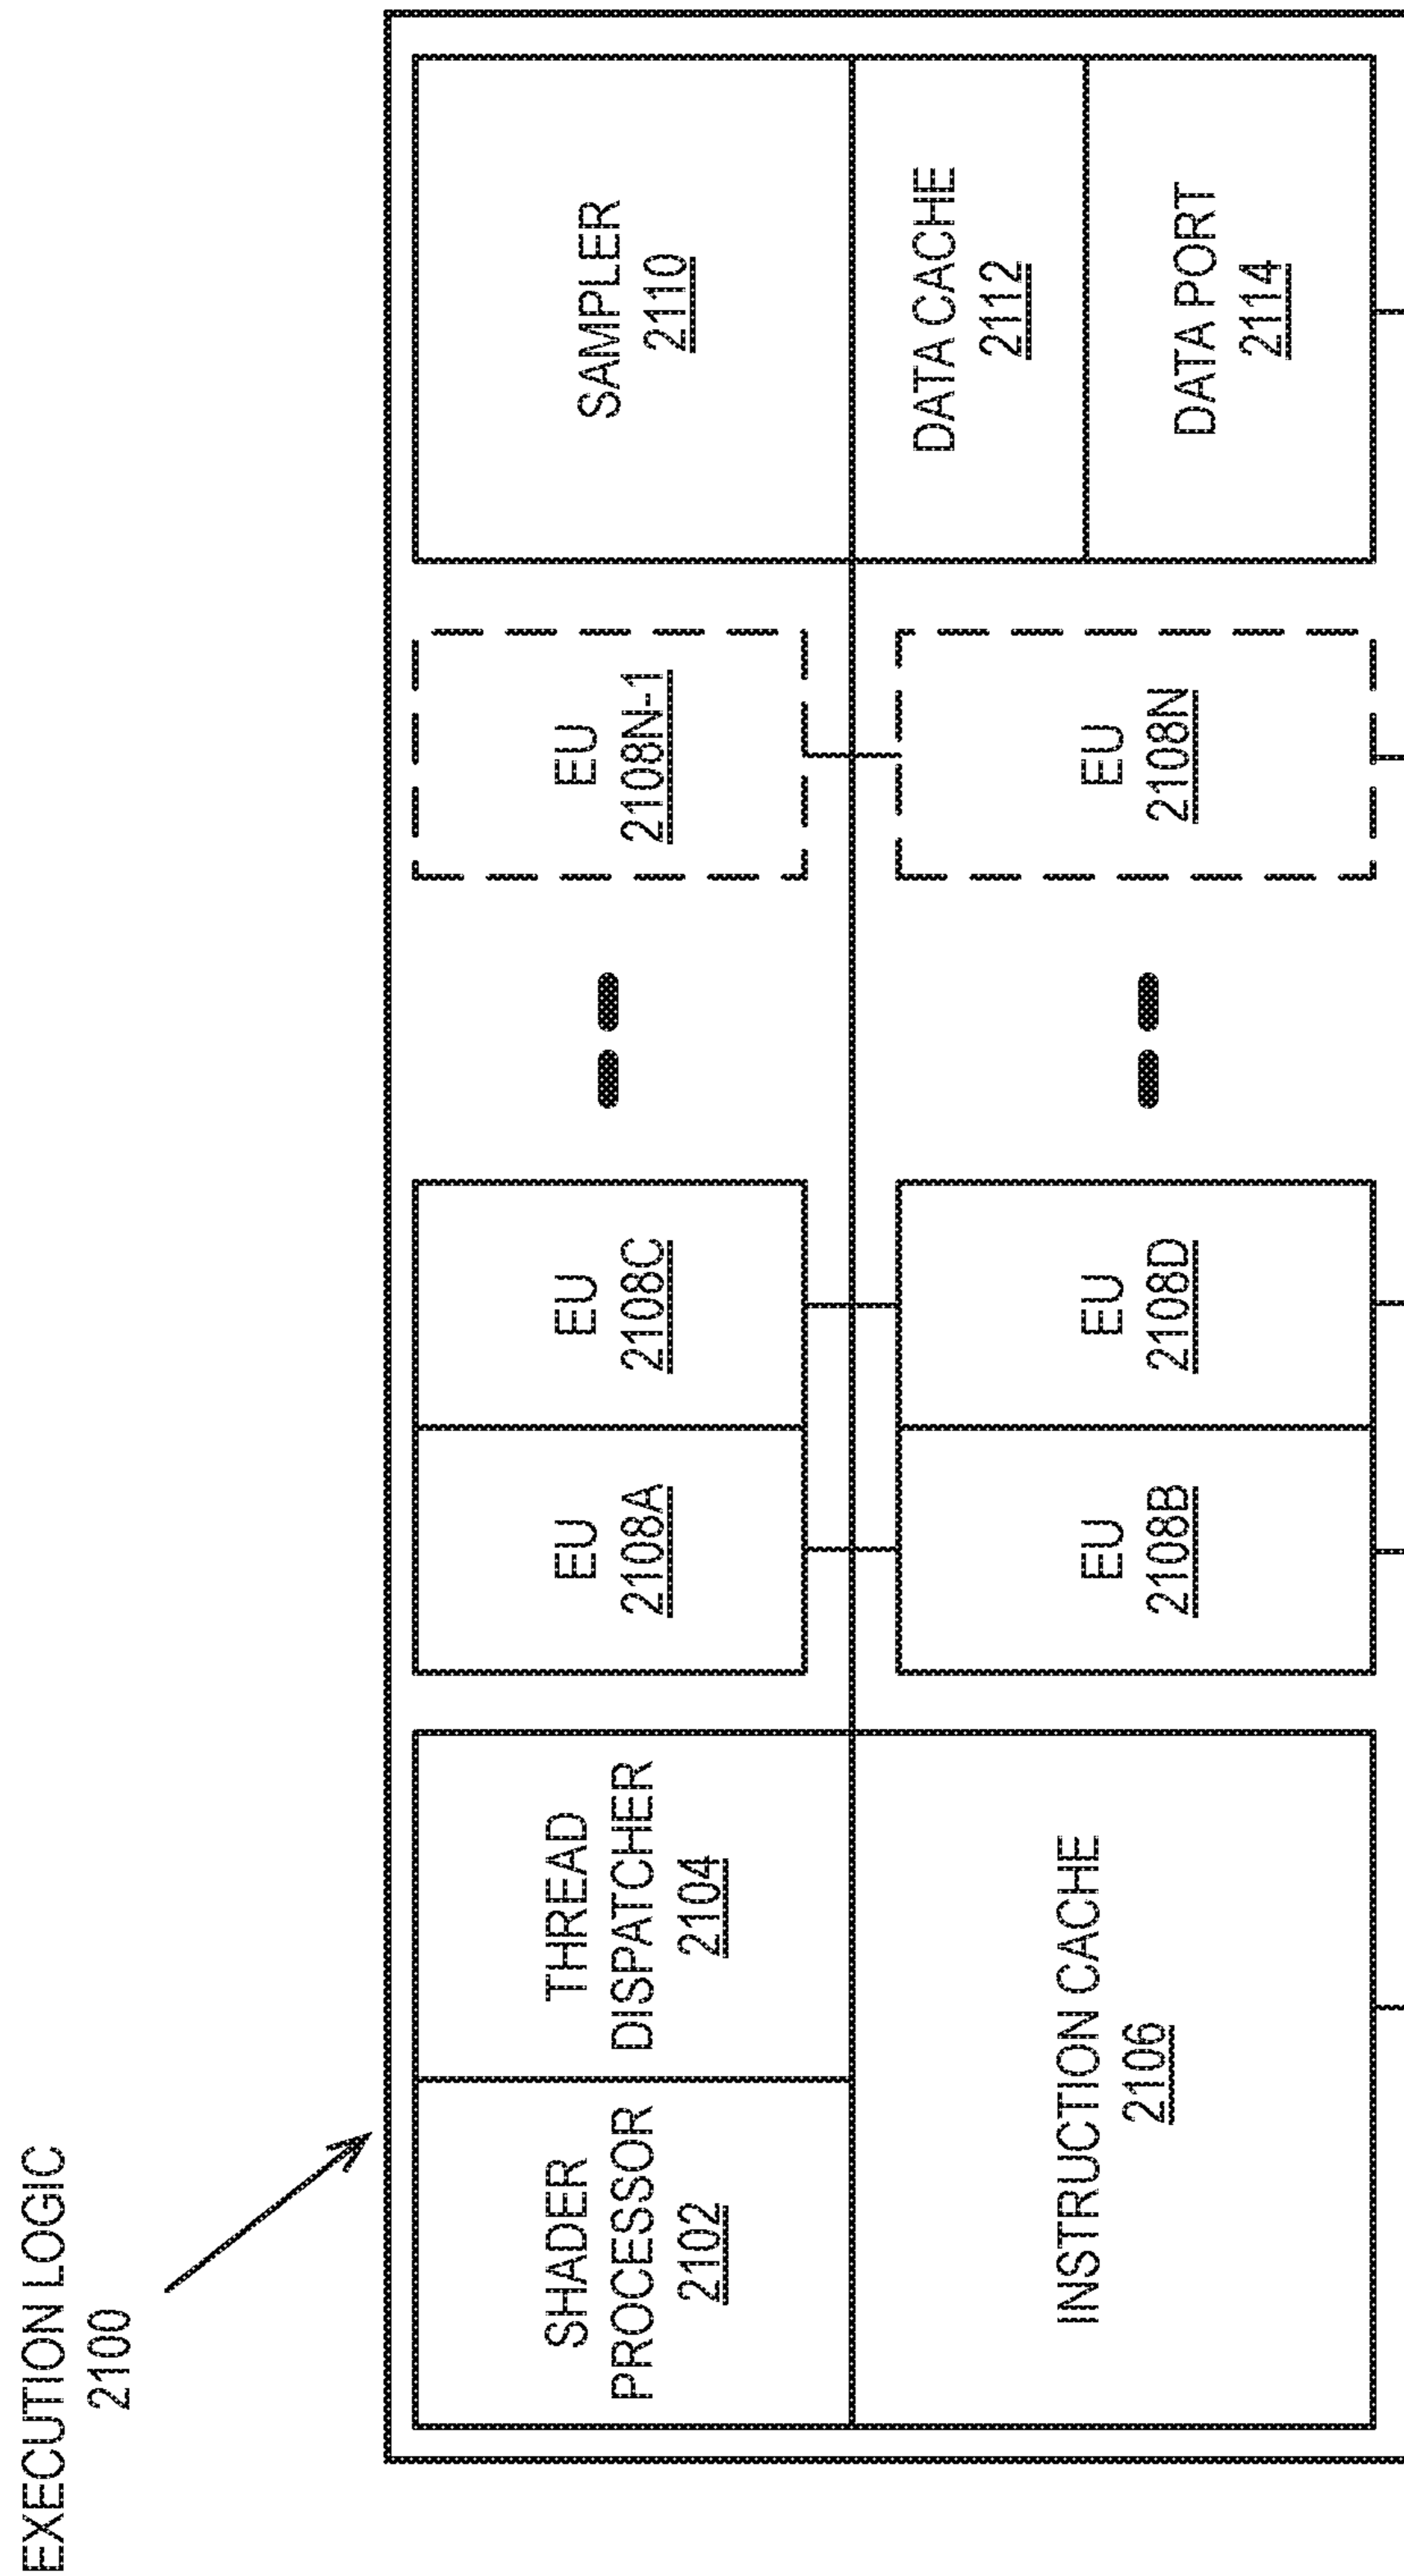 EXECUTION LOGIC
2100
SHADER
PROCESSOR
2102
THREAD
DISPATCHER
2104
INSTRUCTION CACHE
2106
EU
2108A
EU
2108C
EU
2108B
EU
2108D
EU
2108N-1
EU
2108N
SAMPLER
2110
DATA CACHE
2112
DATA PORT
2114